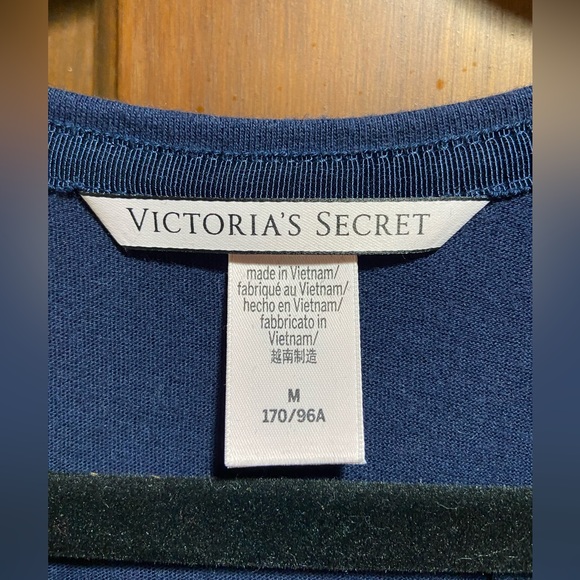 VICTORIA'S SECRET
made in Vietnam/
fabriqué au Vietnam/
hecho en Vietnam/
fabbricato in
Vietnam/
越南制造
M
170/96A